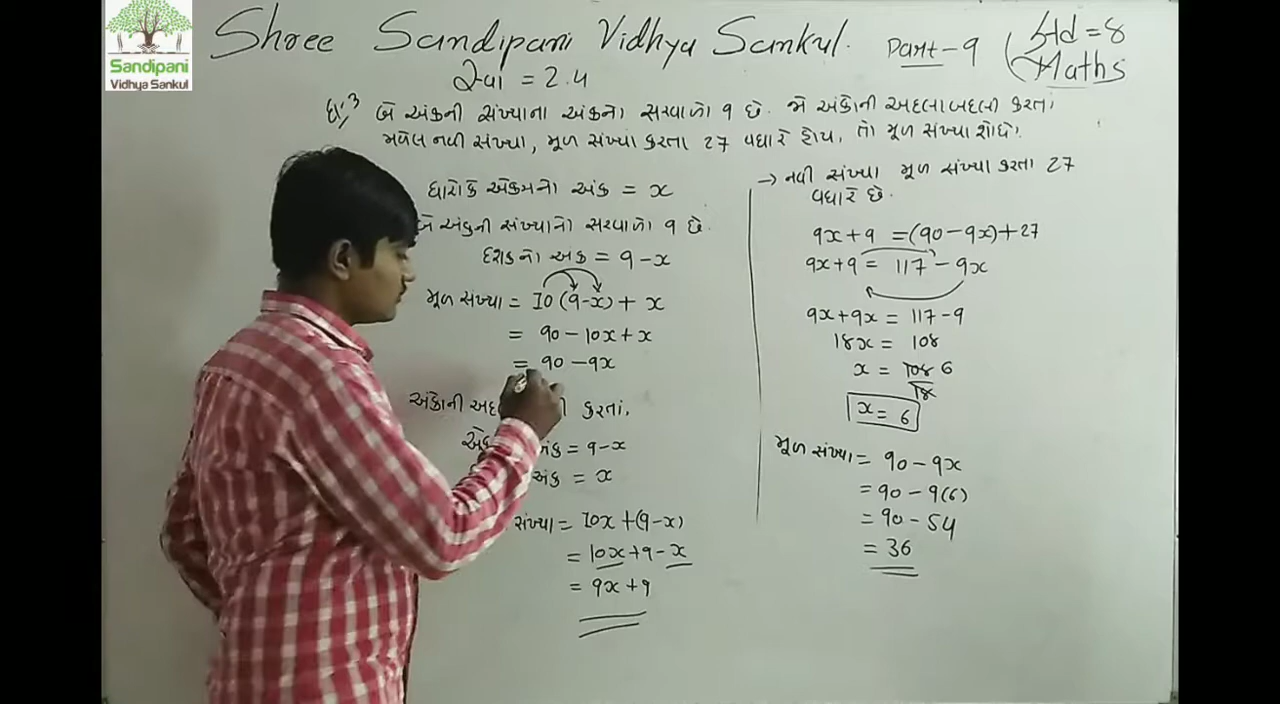 Sandipani
Vidhya Sankul
Shree Sandipani Vidhya Sankul. Part-9
Std = 8
Maths
સ્વા = 2.4
દા.3 બે અંકની સંખ્યાના અંકનો સરવાળો ૧ છે. જો અંકોની અદલાબદલી કરતાં
મળેલ નવી સંખ્યા, મૂળ સંખ્યા કરતા 27 વધારે હોય, તો મૂળ સંખ્યા શોધો.
ધારોકે એકમનો અંક = x
બે અંકની સંખ્યાનો સરવાળો ૧ છે.
દશકનો અંક = 9-x
મૂળ સંખ્યા = 10(9-x) + x
= 90 - 10x + x
= 90 - 9x
અંકોની કરતાં,
અંક = 9-x
અંક = x
સંખ્યા = 10x + (9-x)
= 10x + 9 - x
= 9x + 9
→ નવી સંખ્યા મૂળ સંખ્યા કરતા 27
વધારે છે.
9x + 9 = (90 - 9x) + 27
9x + 9 = 117 - 9x
9x + 9x = 117 - 9
18x = 108
x = 108 6
18
x = 6
મૂળ સંખ્યા = 90 - 9x
= 90 - 9(6)
= 90 - 54
= 36